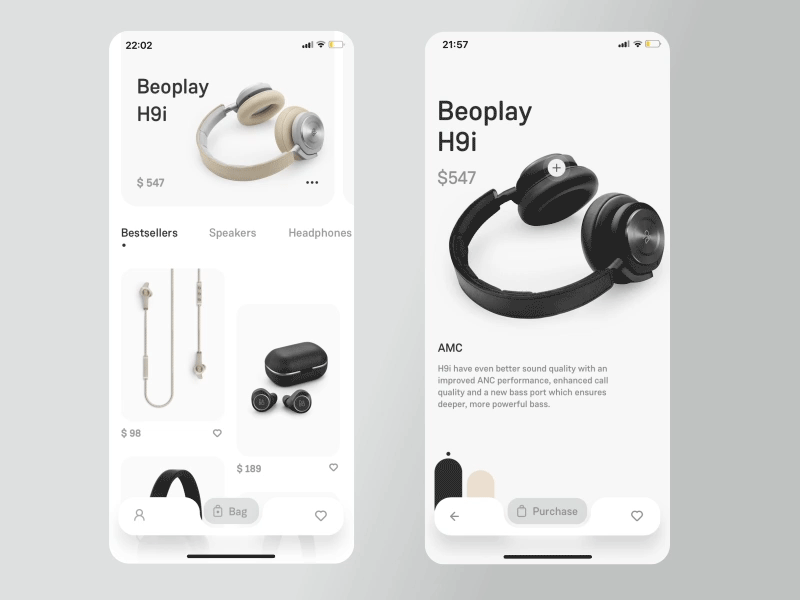 22:02
Beoplay
H9i
$ 547
Bestsellers Speakers Headphones
$ 98
$ 189
Bag
21:57
Beoplay
H9i
$547
AMC
H9i have even better sound quality with an
improved ANC performance, enhanced call
quality and a new bass port which ensures
deeper, more powerful bass.
Purchase